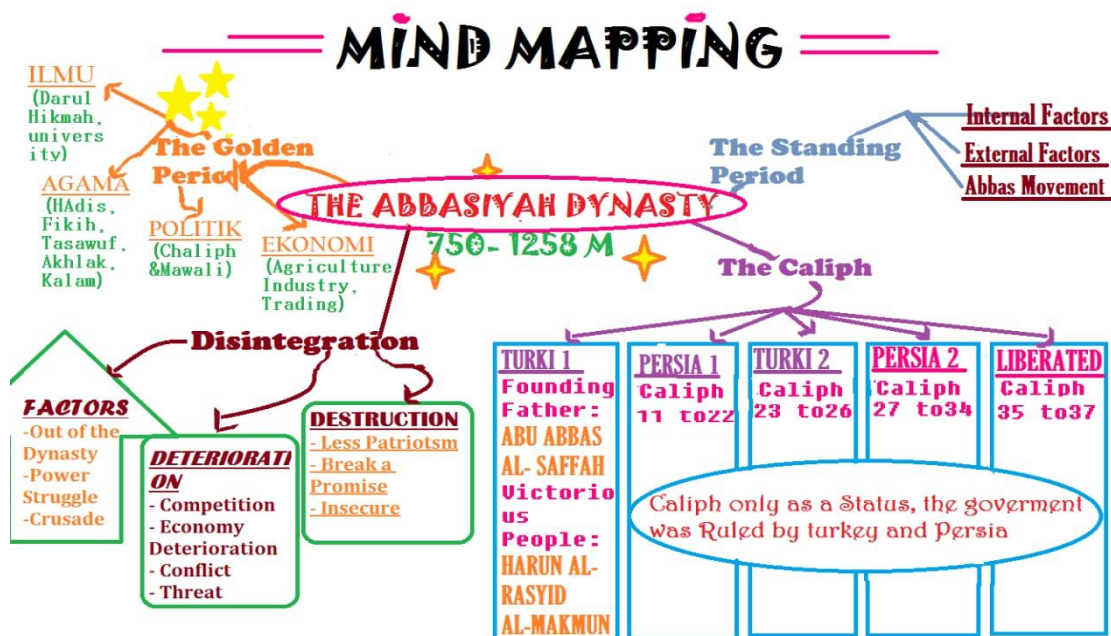 MIND MAPPING
ILMU
(Darul
Hikmah,
univers
ity)
The Golden
Period
AGAMA
(HAdis,
Fikih,
Tasawuf,
Akhlak,
Kalam)
POLITIK
(Chaliph
&Mawali)
EKONOMI
(Agriculture
Industry,
Trading)
THE ABBASIYAH DYNASTY
750- 1258 M
The Standing
Period
Internal Factors
External Factors
Abbas Movement
The Caliph
Disintegration
FACTORS
-Out of the
Dynasty
-Power
Struggle
-Crusade
DETERIORATI
ON
- Competition
- Economy
Deterioration
- Conflict
- Threat
DESTRUCTION
- Less Patriotsm
- Break a
Promise
- Insecure
TURKI 1
Founding
Father:
ABU ABBAS
AL- SAFFAH
Victorio
us
People:
HARUN AL-
RASYID
AL-MAKMUN
PERSIA 1
Caliph
11 to22
TURKI 2
Caliph
23 to26
PERSIA 2
Caliph
27 to34
LIBERATED
Caliph
35 to37
Caliph only as a Status, the goverment
was Ruled by turkey and Persia